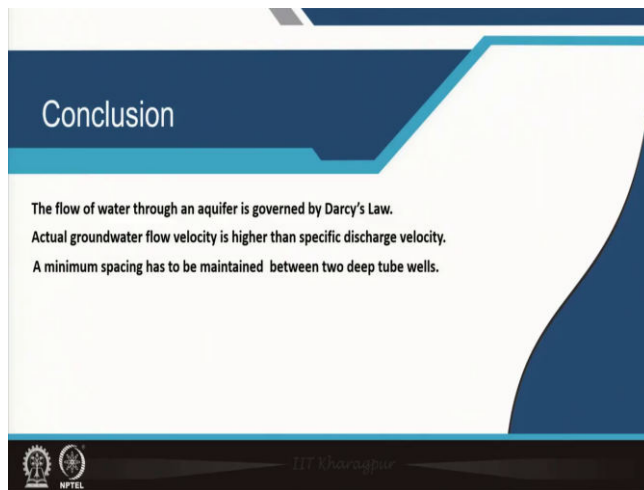 Conclusion
The flow of water through an aquifer is governed by Darcy's Law.
Actual groundwater flow velocity is higher than specific discharge velocity.
A minimum spacing has to be maintained between two deep tube wells.
IIT Kharagpur
NPTEL